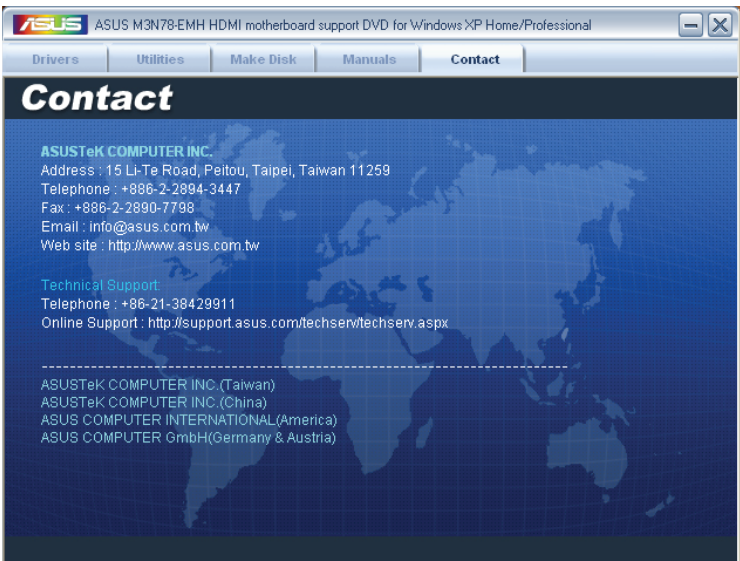 ASUS ASUS M3N78-EMH HDMI motherboard support DVD for Windows XP Home/Professional
Drivers Utilities Make Disk Manuals Contact
Contact
ASUSTeK COMPUTER INC.
Address : 15 Li-Te Road, Peitou, Taipei, Taiwan 11259
Telephone : +886-2-2894-3447
Fax : +886-2-2890-7798
Email : info@asus.com.tw
Web site : http://www.asus.com.tw
Technical Support:
Telephone : +86-21-38429911
Online Support : http://support.asus.com/techserv/techserv.aspx
--------------------------------------------------------------------------------------------
ASUSTeK COMPUTER INC.(Taiwan)
ASUSTeK COMPUTER INC.(China)
ASUS COMPUTER INTERNATIONAL(America)
ASUS COMPUTER GmbH(Germany & Austria)